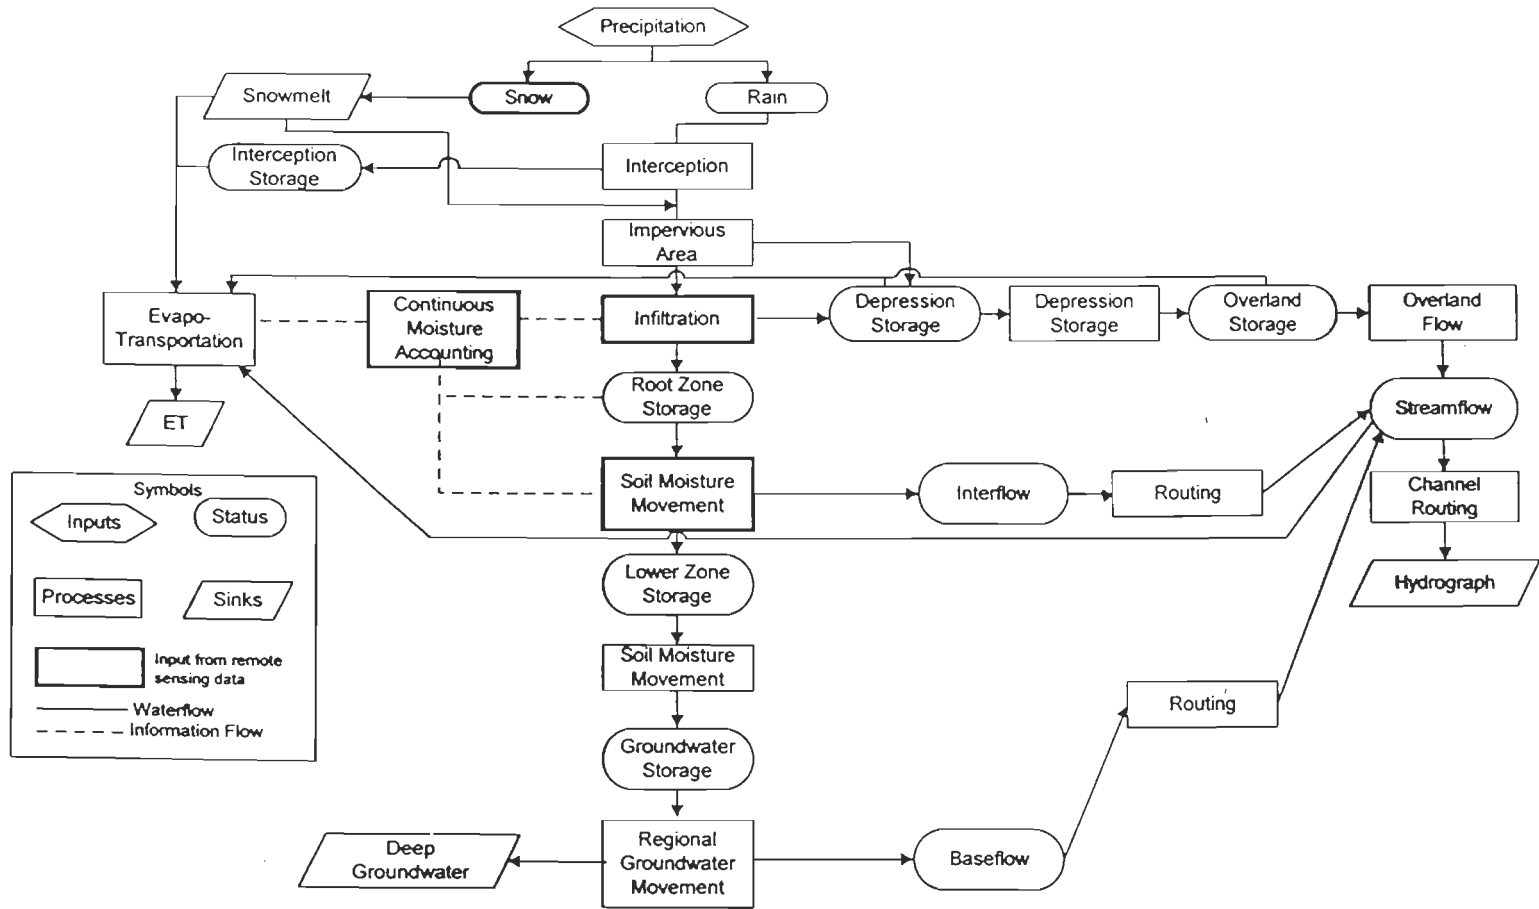 Precipitation
Snowmelt
Snow
Rain
Interception
Storage
Interception
Impervious
Area
Evapo-
Transportation
Continuous
Moisture
Accounting
Infiltration
Depression
Storage
Depression
Storage
Overland
Storage
Overland
Flow
Root Zone
Storage
ET
Streamflow
Symbols
Inputs
Status
Processes
Sinks
Input from remote
sensing data
Waterflow
Information Flow
Soil Moisture
Movement
Interflow
Routing
Channel
Routing
Lower Zone
Storage
Hydrograph
Soil Moisture
Movement
Routing
Groundwater
Storage
Deep
Groundwater
Regional
Groundwater
Movement
Baseflow